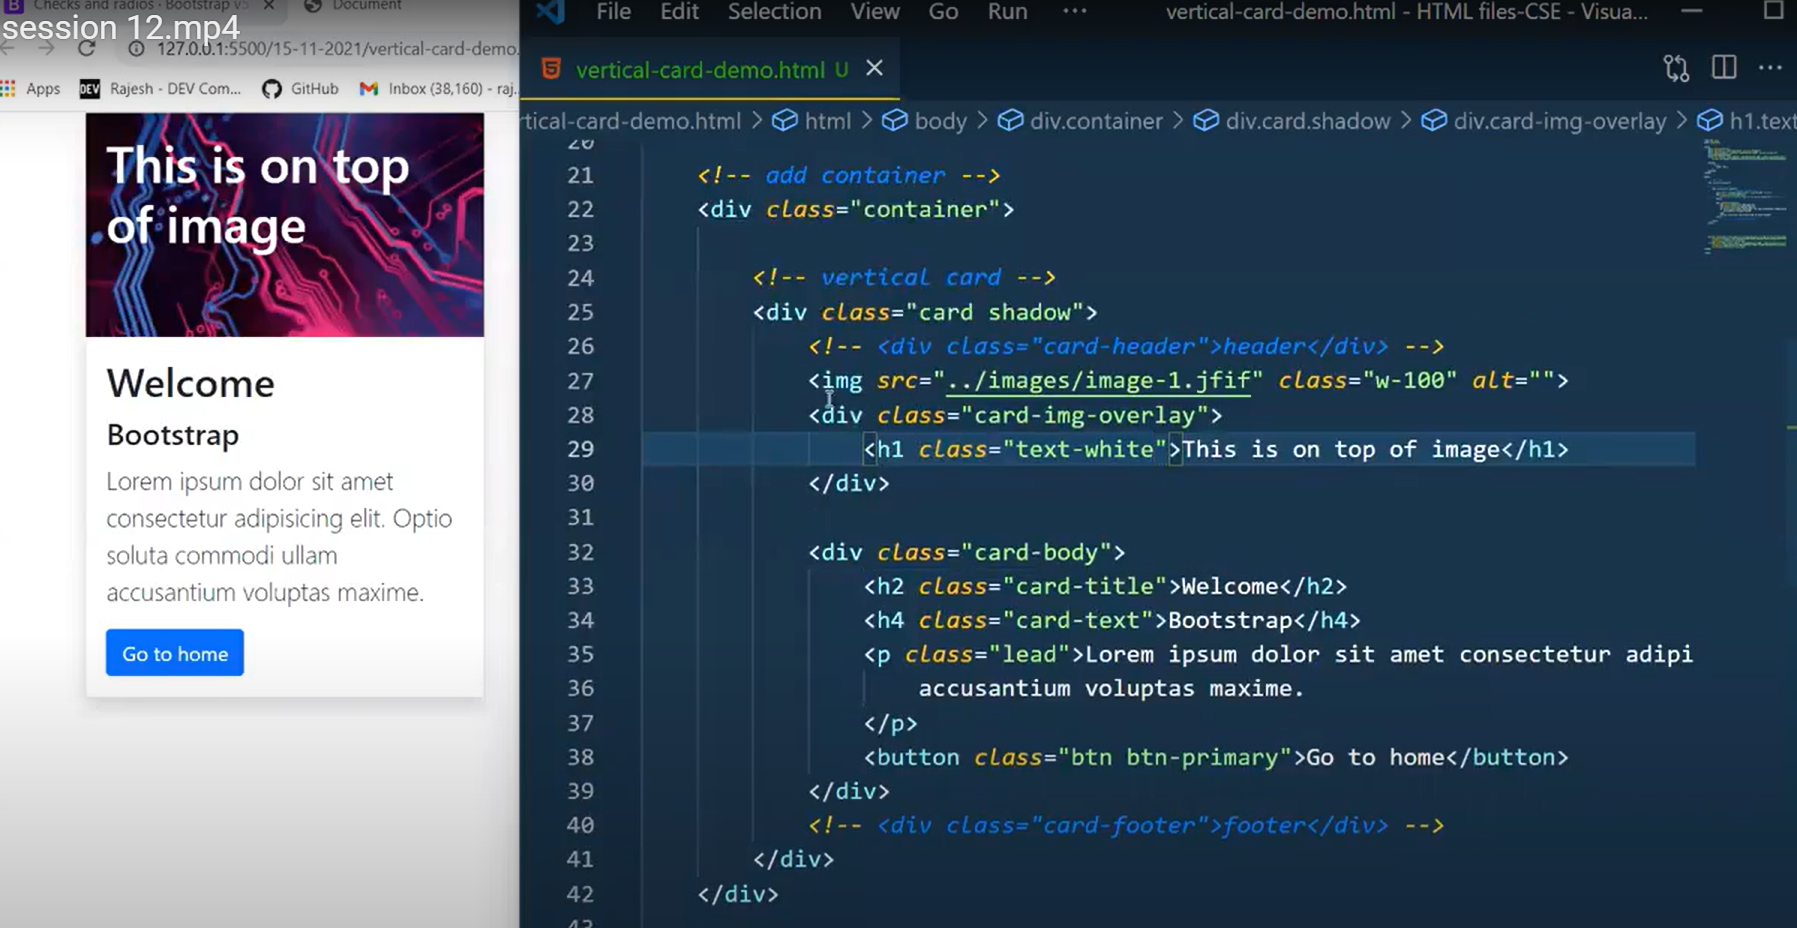 Checks and radios · Bootstrap v5
Document
session 12.mp4
127.0.0.1:5500/15-11-2021/vertical-card-demo.
Apps
DEV
Rajesh - DEV Com...
GitHub
Inbox (38,160) - raj..
This is on top
of image
Welcome
Bootstrap
Lorem ipsum dolor sit amet
consectetur adipisicing elit. Optio
soluta commodi ullam
accusantium voluptas maxime.
Go to home
File Edit Selection View Go Run ··· vertical-card-demo.html - HTML files-CSE - Visua...
vertical-card-demo.html U
rtical-card-demo.html > html > body > div.container > div.card.shadow > div.card-img-overlay > h1.text
20
21 <!-- add container -->
22 <div class="container">
23
24 <!-- vertical card -->
25 <div class="card shadow">
26 <!-- <div class="card-header">header</div> -->
27 <img src="../images/image-1.jfif" class="w-100" alt="">
28 <div class="card-img-overlay">
29 <h1 class="text-white">This is on top of image</h1>
30 </div>
31
32 <div class="card-body">
33 <h2 class="card-title">Welcome</h2>
34 <h4 class="card-text">Bootstrap</h4>
35 <p class="lead">Lorem ipsum dolor sit amet consectetur adipi
36 accusantium voluptas maxime.
37 </p>
38 <button class="btn btn-primary">Go to home</button>
39 </div>
40 <!-- <div class="card-footer">footer</div> -->
41 </div>
42 </div>
43